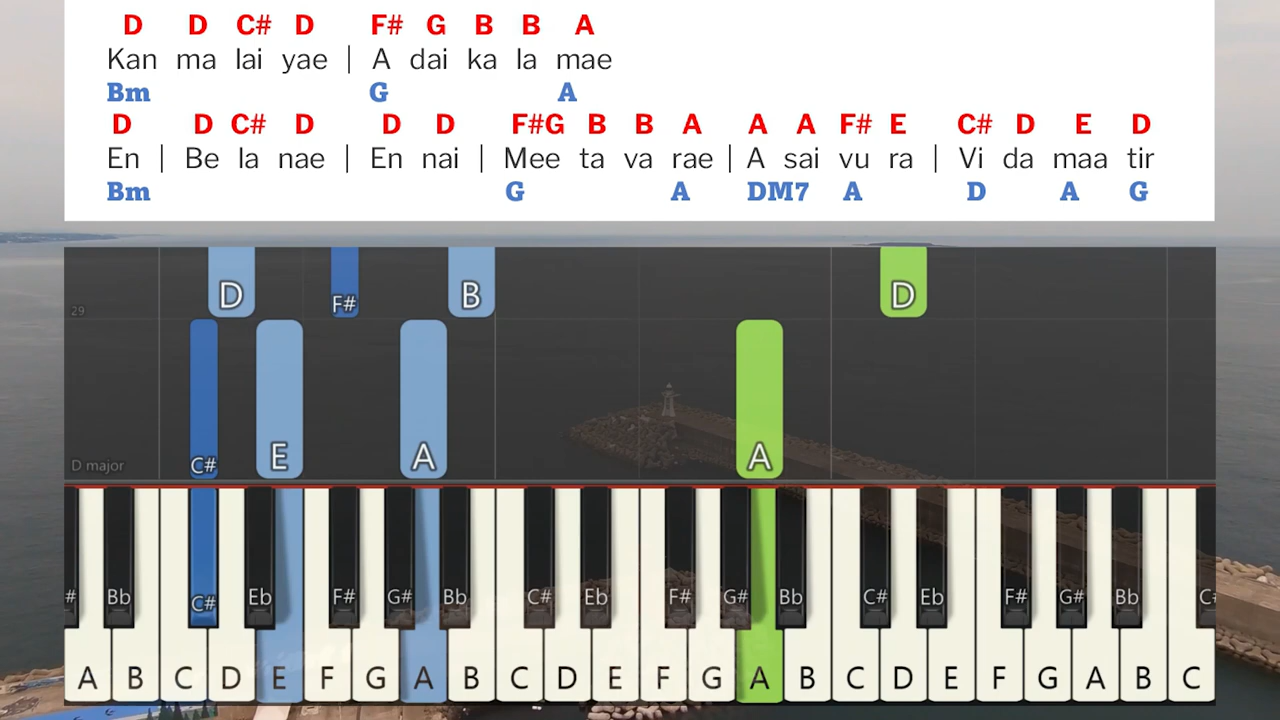 D D C# D F# G B B A
Kan ma lai yae | A dai ka la mae
Bm G A
D D C# D D D F#G B B A A A F# E C# D E D
En | Be la nae | En nai | Mee ta va rae | A sai vu ra | Vi da maa tir
Bm G A DM7 A D A G
D F# B D
29
C# E A A
D major
# Bb C# Eb F# G# Bb C# Eb F# G# Bb C# Eb F# G# Bb C#
A B C D E F G A B C D E F G A B C D E F G A B C